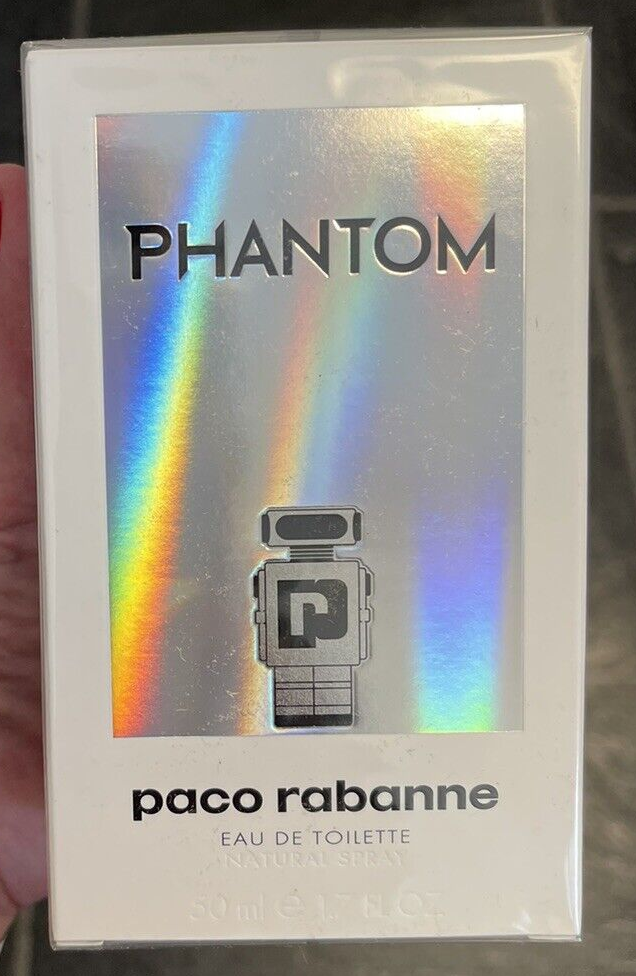 PHANTOM
paco rabanne
EAU DE TOILETTE
NATURAL SPRAY
50 ml e 1.7 FL OZ